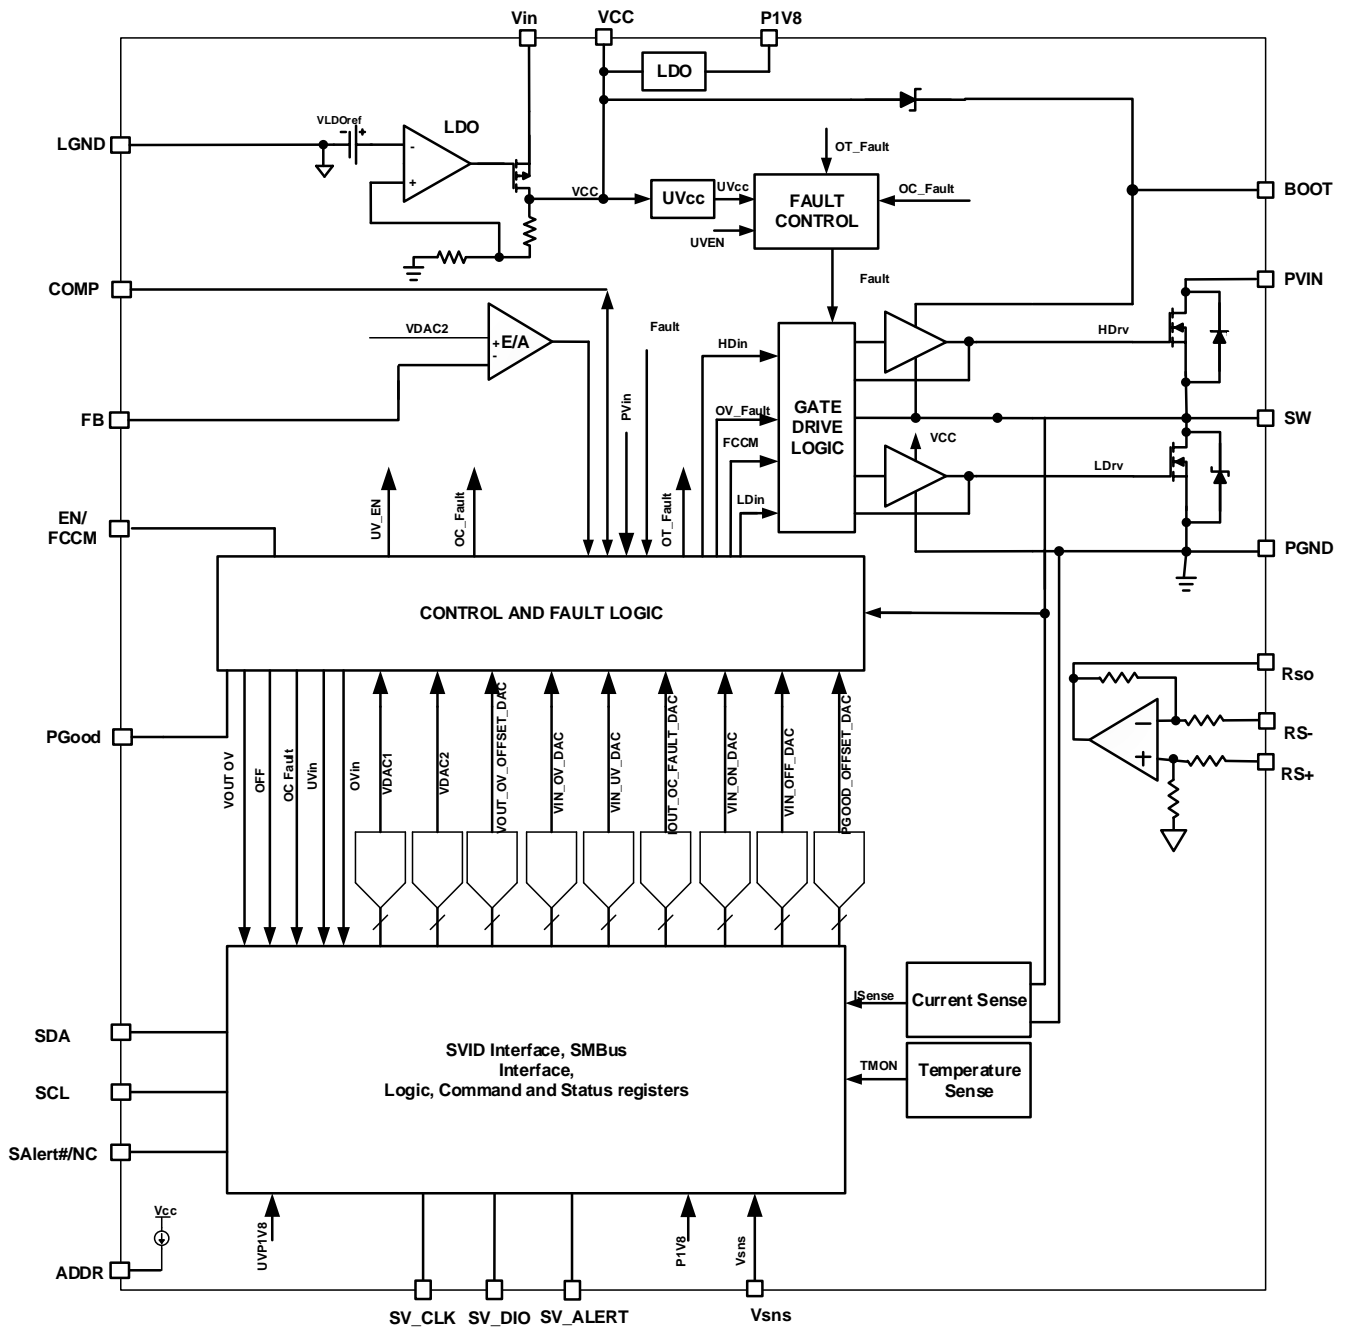 Vin
VCC
P1V8
LDO
VLDOref
- +
LDO
LGND
-
+
OT_Fault
VCC
UVcc
UVcc
FAULT
CONTROL
OC_Fault
BOOT
UVEN
COMP
Fault
PVIN
VDAC2
+E/A
-
Fault
HDin
HDrv
FB
PVin
OV_Fault
GATE
DRIVE
LOGIC
SW
FCCM
VCC
LDrv
EN/
FCCM
UV_EN
OC_Fault
OT_Fault
LDin
PGND
CONTROL AND FAULT LOGIC
Rso
PGood
VOUT OV
OFF
OC Fault
UVin
OVin
VDAC1
VDAC2
VOUT_OV_OFFSET_DAC
VIN_OV_DAC
VIN_UV_DAC
IOUT_OC_FAULT_DAC
VIN_ON_DAC
VIN_OFF_DAC
PGOOD_OFFSET_DAC
−
+
RS-
RS+
ISense
Current Sense
SDA
SVID Interface, SMBus
Interface,
Logic, Command and Status registers
TMON
Temperature
Sense
SCL
SAlert#/NC
Vcc
UVP1V8
P1V8
Vsns
ADDR
SV_CLK
SV_DIO
SV_ALERT
Vsns